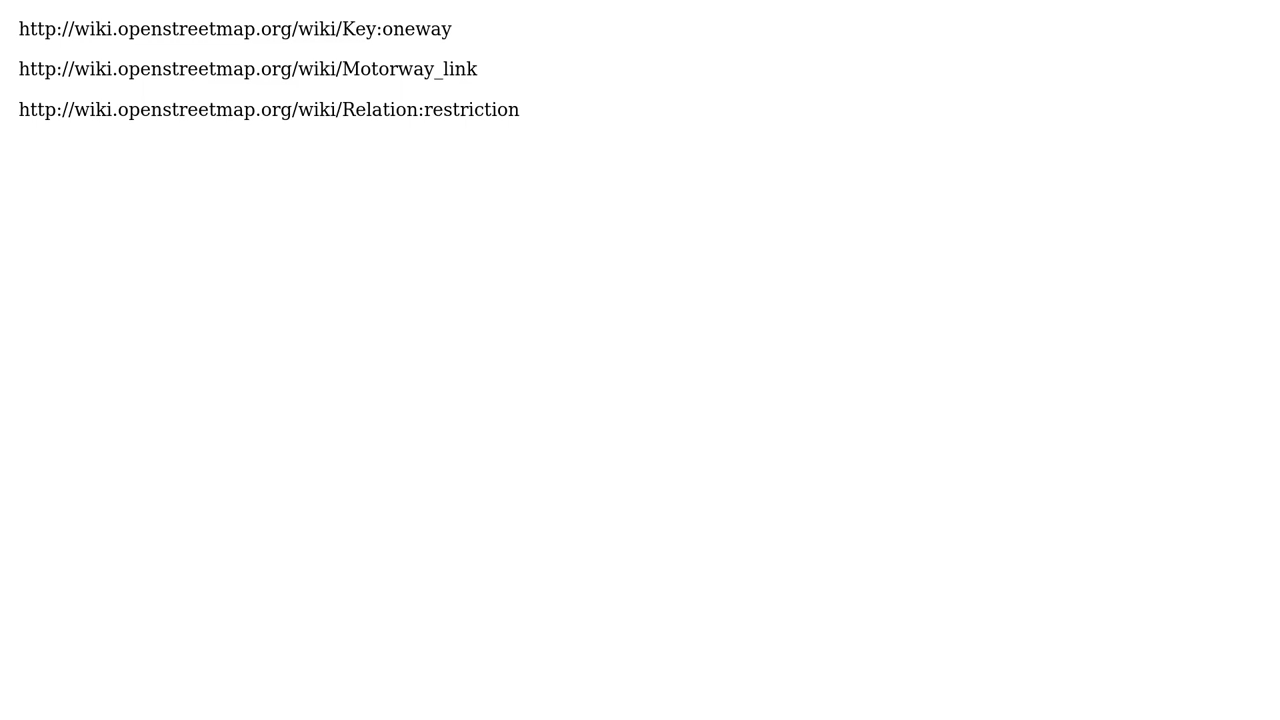 http://wiki.openstreetmap.org/wiki/Key:oneway
http://wiki.openstreetmap.org/wiki/Motorway_link
http://wiki.openstreetmap.org/wiki/Relation:restriction